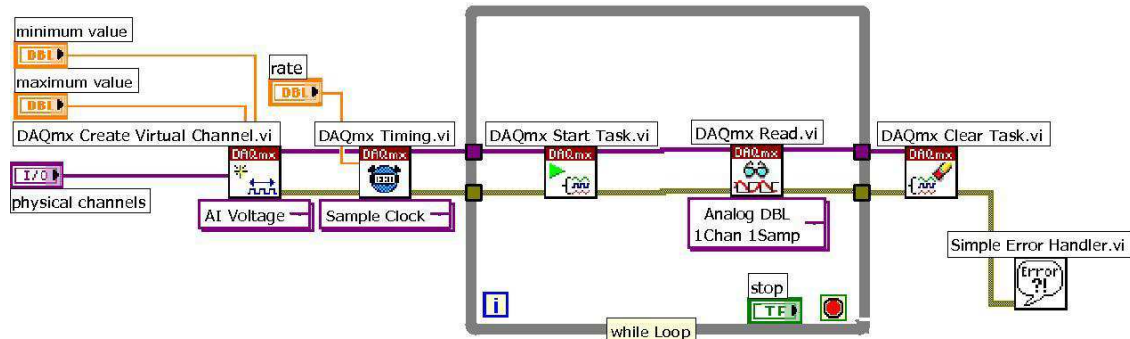 minimum value
DBL
maximum value
DBL
rate
DBL
DAQmx Create Virtual Channel.vi
DAQmx Timing.vi
DAQmx Start Task.vi
DAQmx Read.vi
DAQmx Clear Task.vi
DAQmx
DAQmx
DAQmx
DAQmx
DAQmx
I/O
physical channels
AI Voltage
Sample Clock
Analog DBL
1Chan 1Samp
Simple Error Handler.vi
Error
?!
stop
TF
i
while Loop